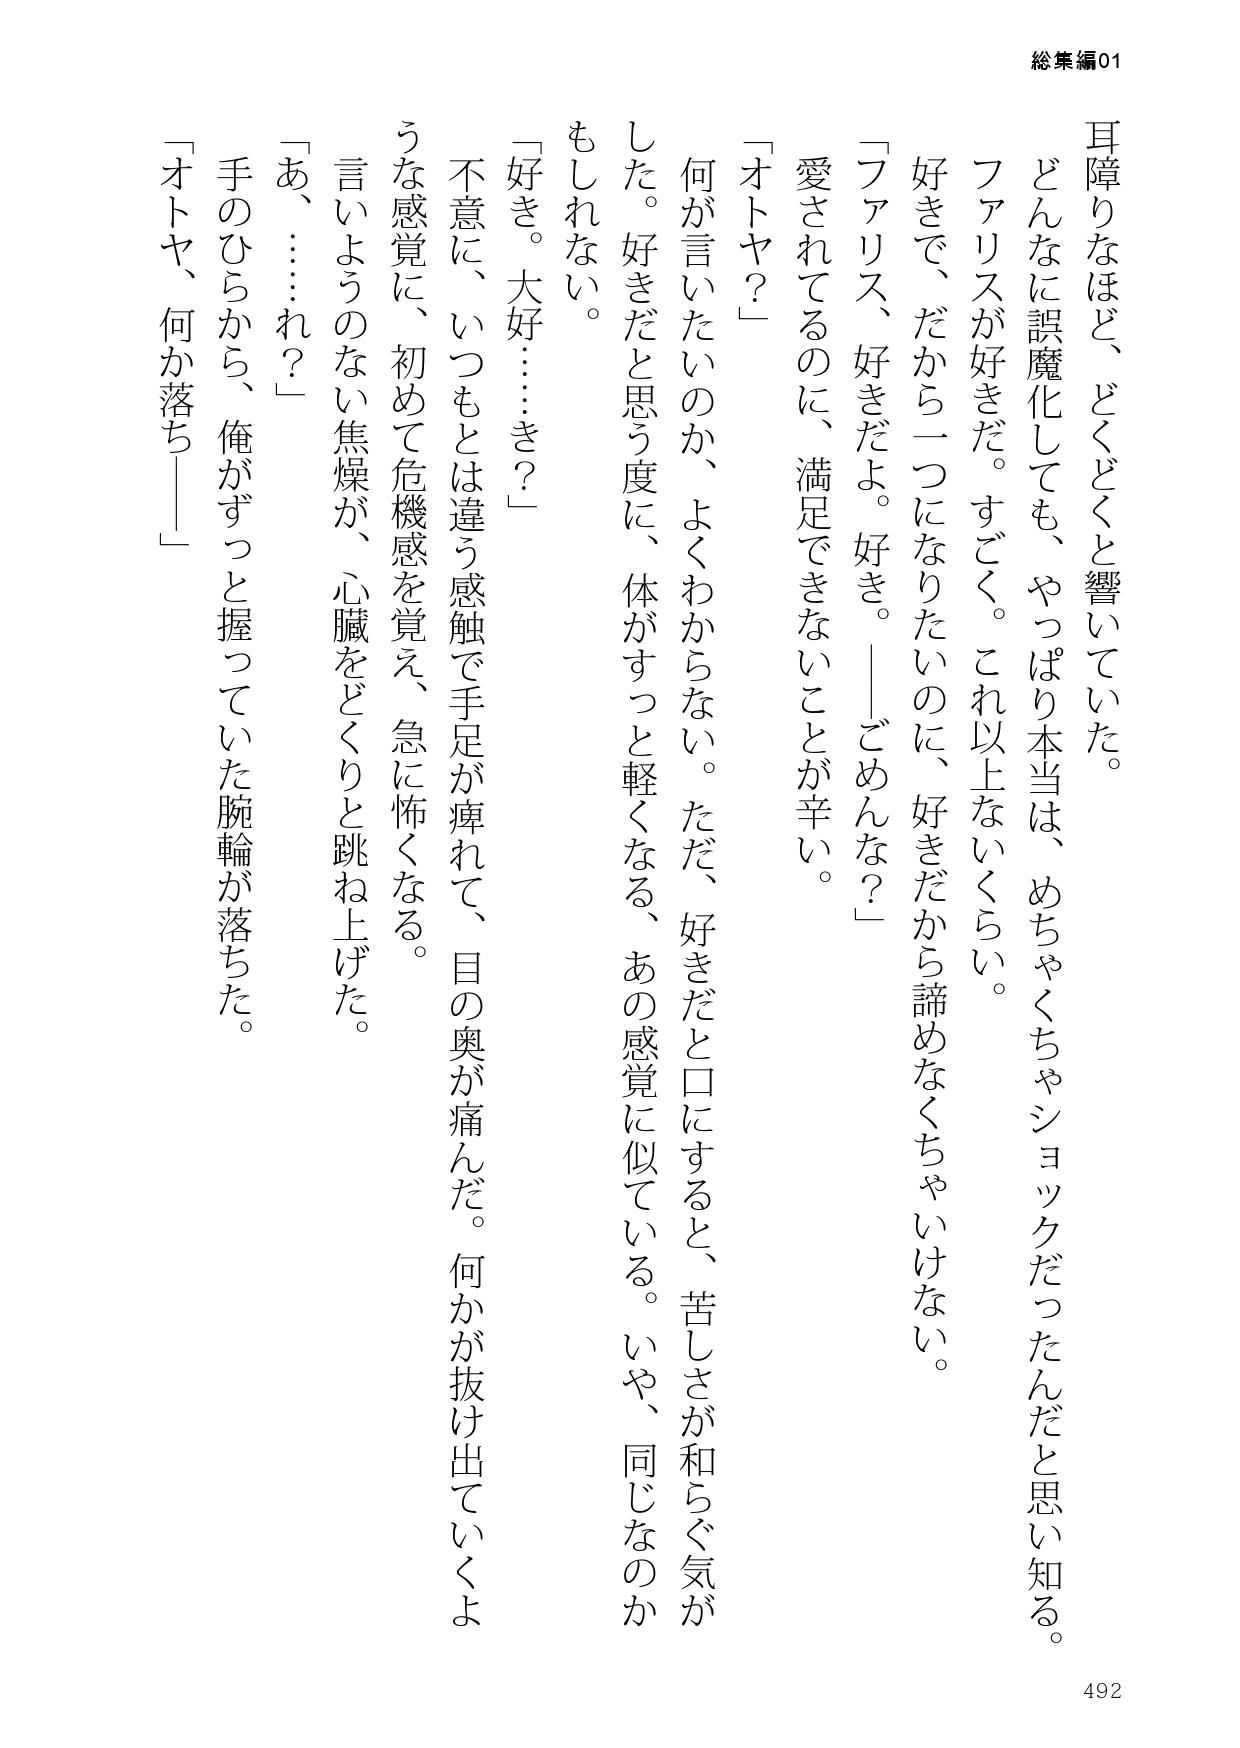 総集編01
耳障りなほど、どくどくと響いていた。
どんなに誤魔化しても、やっぱり本当は、めちゃくちゃショックだったんだと思い知る。
ファリスが好きだ。すごく。これ以上ないくらい。
好きで、だから一つになりたいのに、好きだから諦めなくちゃいけない。
「ファリス、好きだよ。好き。――ごめんな？」
愛されてるのに、満足できないことが辛い。
「オトヤ？」
何が言いたいのか、よくわからない。ただ、好きだと口にすると、苦しさが和らぐ気が
した。好きだと思う度に、体がすっと軽くなる、あの感覚に似ている。いや、同じなのか
もしれない。
「好き。大好……き？」
不意に、いつもとは違う感触で手足が痺れて、目の奥が痛んだ。何かが抜け出ていくよ
うな感覚に、初めて危機感を覚え、急に怖くなる。
言いようのない焦燥が、心臓をどくりと跳ね上げた。
「あ、……れ？」
手のひらから、俺がずっと握っていた腕輪が落ちた。
「オトヤ、何か落ち――」
492